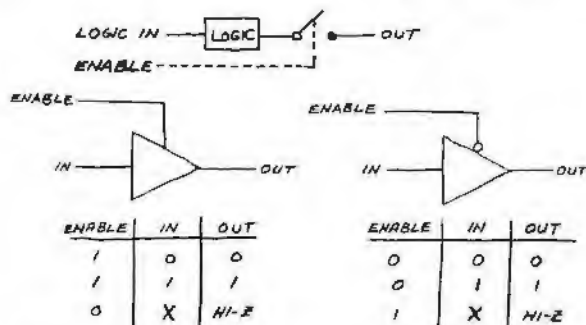 LOGIC IN
LOGIC
OUT
ENABLE
ENABLE
IN
OUT
ENABLE IN OUT
1 0 0
1 1 1
0 X HI-Z
ENABLE
IN
OUT
ENABLE IN OUT
0 0 0
0 1 1
1 X HI-Z